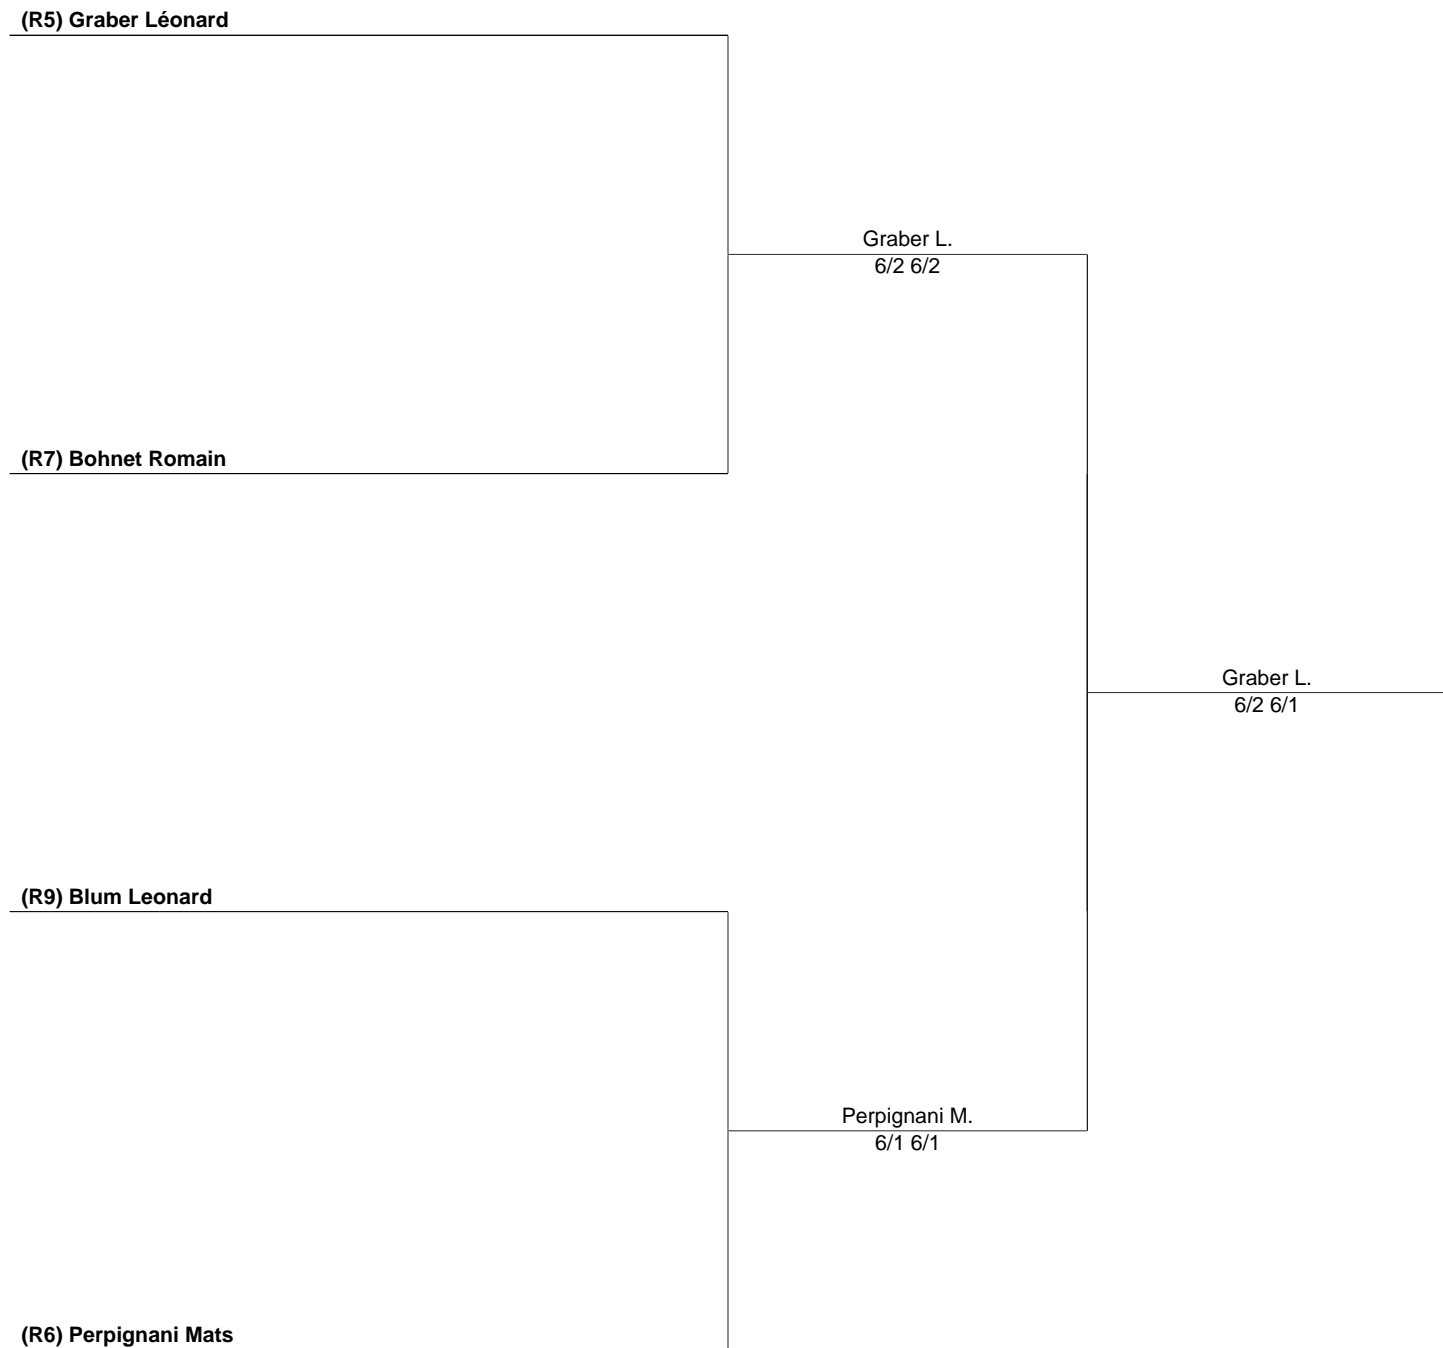 (R5) Graber Léonard
Graber L.
6/2 6/2
(R7) Bohnet Romain
Graber L.
6/2 6/1
(R9) Blum Leonard
Perpignani M.
6/1 6/1
(R6) Perpignani Mats